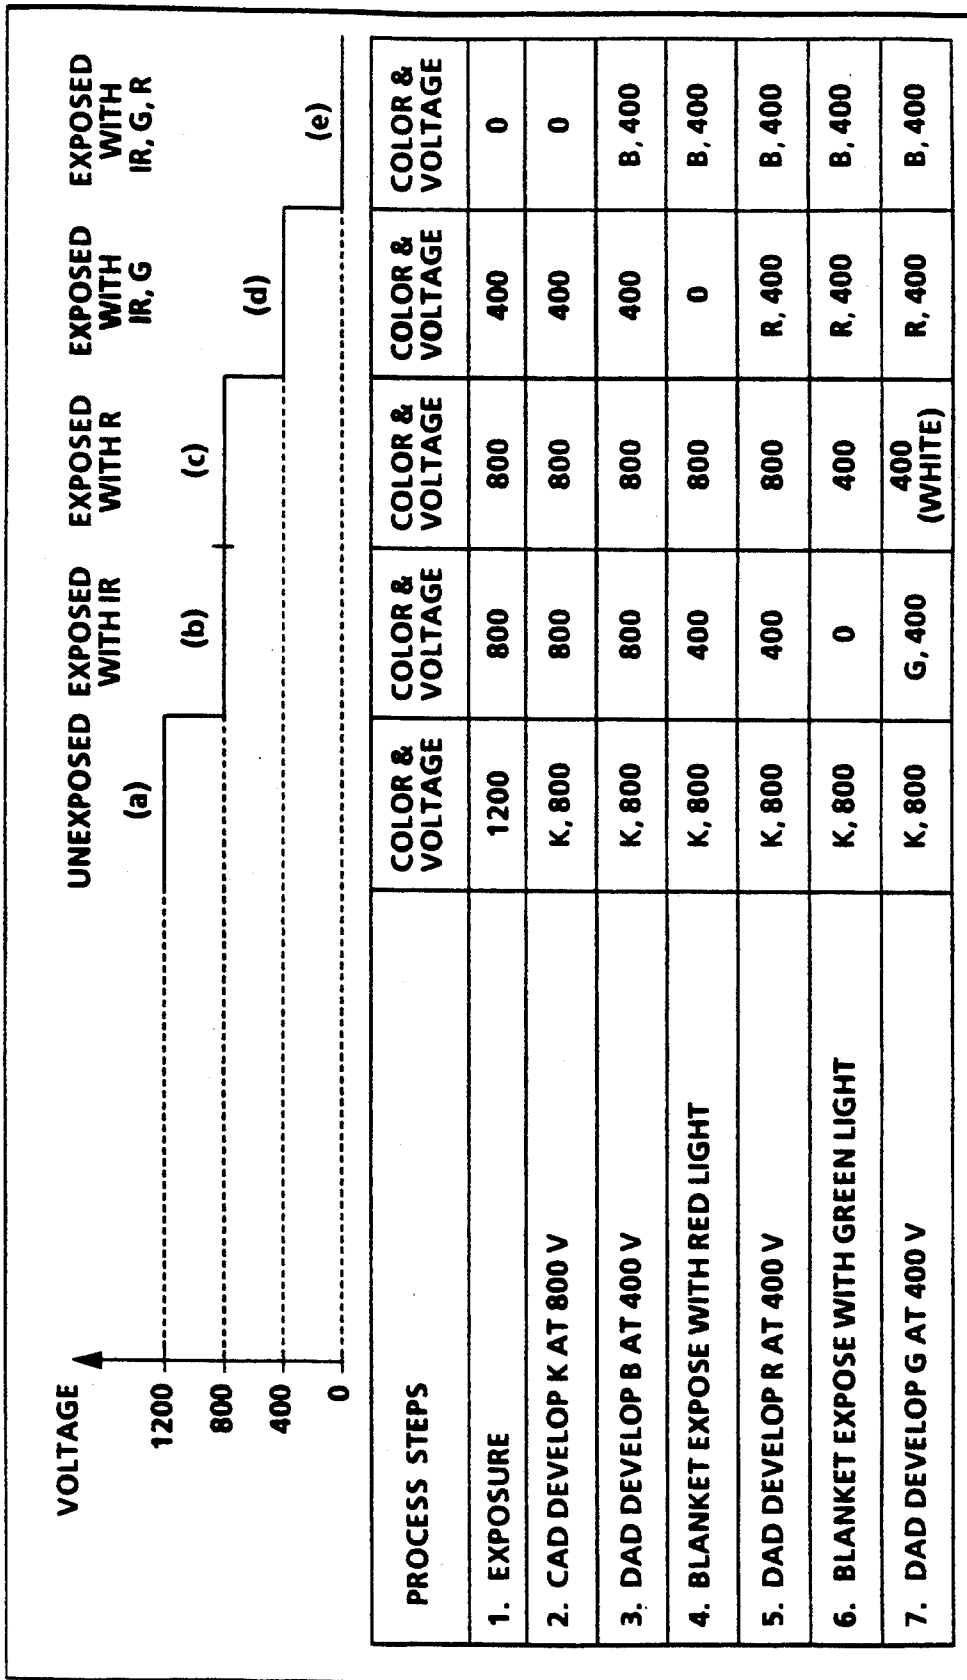 VOLTAGE
1200
800
400
0
UNEXPOSED
(a)
EXPOSED
WITH IR
(b)
EXPOSED
WITH R
(c)
EXPOSED
WITH
IR, G
(d)
EXPOSED
WITH
IR, G, R
(e)
PROCESS STEPS
COLOR &
VOLTAGE
COLOR &
VOLTAGE
COLOR &
VOLTAGE
COLOR &
VOLTAGE
COLOR &
VOLTAGE
1. EXPOSURE 1200 800 800 400 0
2. CAD DEVELOP K AT 800 V K, 800 800 800 400 0
3. DAD DEVELOP B AT 400 V K, 800 800 800 400 B, 400
4. BLANKET EXPOSE WITH RED LIGHT K, 800 400 800 0 B, 400
5. DAD DEVELOP R AT 400 V K, 800 400 800 R, 400 B, 400
6. BLANKET EXPOSE WITH GREEN LIGHT K, 800 0 400 R, 400 B, 400
7. DAD DEVELOP G AT 400 V K, 800 G, 400 400
(WHITE) R, 400 B, 400